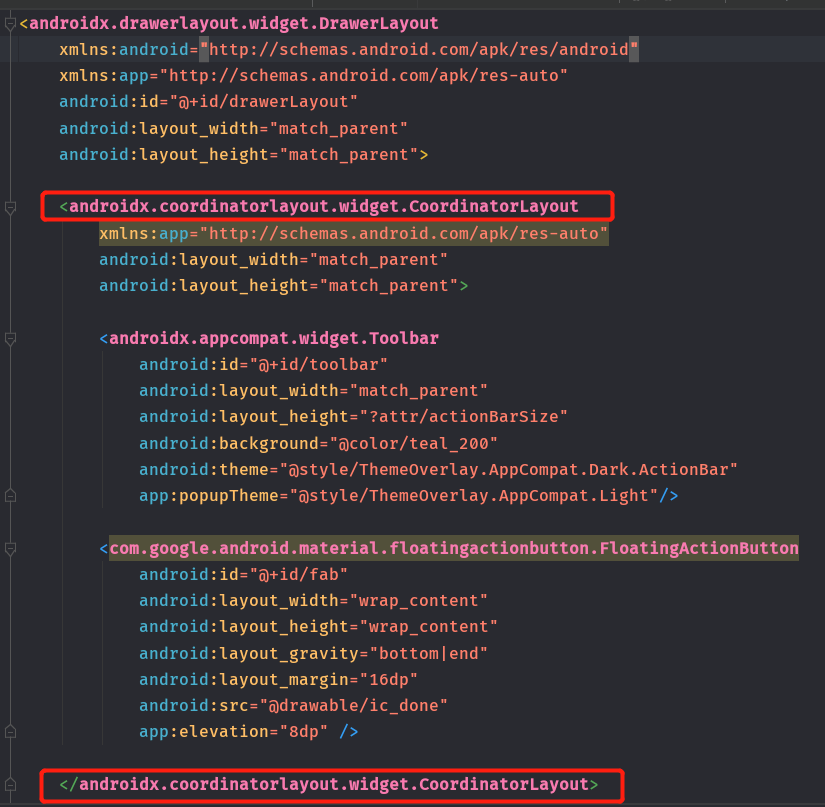 <androidx.drawerlayout.widget.DrawerLayout
xmlns:android="http://schemas.android.com/apk/res/android"
xmlns:app="http://schemas.android.com/apk/res-auto"
android:id="@+id/drawerLayout"
android:layout_width="match_parent"
android:layout_height="match_parent">
<androidx.coordinatorlayout.widget.CoordinatorLayout
xmlns:app="http://schemas.android.com/apk/res-auto"
android:layout_width="match_parent"
android:layout_height="match_parent">
<androidx.appcompat.widget.Toolbar
android:id="@+id/toolbar"
android:layout_width="match_parent"
android:layout_height="?attr/actionBarSize"
android:background="@color/teal_200"
android:theme="@style/ThemeOverlay.AppCompat.Dark.ActionBar"
app:popupTheme="@style/ThemeOverlay.AppCompat.Light"/>
<com.google.android.material.floatingactionbutton.FloatingActionButton
android:id="@+id/fab"
android:layout_width="wrap_content"
android:layout_height="wrap_content"
android:layout_gravity="bottom|end"
android:layout_margin="16dp"
android:src="@drawable/ic_done"
app:elevation="8dp" />
</androidx.coordinatorlayout.widget.CoordinatorLayout>